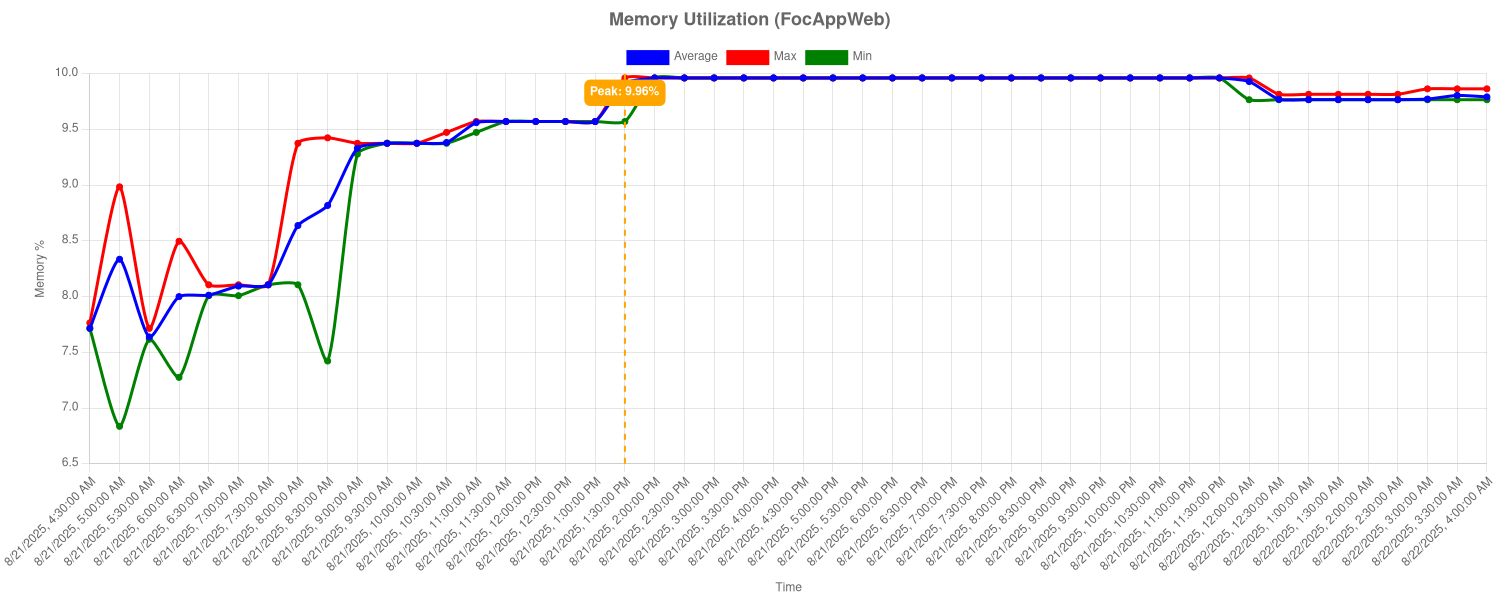 Memory Utilization (FocAppWeb)
Average Max Min
10.0
Peak: 9.96%
9.5
9.0
8.5
8.0
7.5
7.0
6.5
Memory %
8/21/2025, 4:30:00 AM
8/21/2025, 5:00:00 AM
8/21/2025, 5:30:00 AM
8/21/2025, 6:00:00 AM
8/21/2025, 6:30:00 AM
8/21/2025, 7:00:00 AM
8/21/2025, 7:30:00 AM
8/21/2025, 8:00:00 AM
8/21/2025, 8:30:00 AM
8/21/2025, 9:00:00 AM
8/21/2025, 9:30:00 AM
8/21/2025, 10:00:00 AM
8/21/2025, 10:30:00 AM
8/21/2025, 11:00:00 AM
8/21/2025, 11:30:00 AM
8/21/2025, 12:00:00 PM
8/21/2025, 12:30:00 PM
8/21/2025, 1:00:00 PM
8/21/2025, 1:30:00 PM
8/21/2025, 2:00:00 PM
8/21/2025, 2:30:00 PM
8/21/2025, 3:00:00 PM
8/21/2025, 3:30:00 PM
8/21/2025, 4:00:00 PM
8/21/2025, 4:30:00 PM
8/21/2025, 5:00:00 PM
8/21/2025, 5:30:00 PM
8/21/2025, 6:00:00 PM
8/21/2025, 6:30:00 PM
8/21/2025, 7:00:00 PM
8/21/2025, 7:30:00 PM
8/21/2025, 8:00:00 PM
8/21/2025, 8:30:00 PM
8/21/2025, 9:00:00 PM
8/21/2025, 9:30:00 PM
8/21/2025, 10:00:00 PM
8/21/2025, 10:30:00 PM
8/21/2025, 11:00:00 PM
8/21/2025, 11:30:00 PM
8/22/2025, 12:00:00 AM
8/22/2025, 12:30:00 AM
8/22/2025, 1:00:00 AM
8/22/2025, 1:30:00 AM
8/22/2025, 2:00:00 AM
8/22/2025, 2:30:00 AM
8/22/2025, 3:00:00 AM
8/22/2025, 3:30:00 AM
8/22/2025, 4:00:00 AM
Time